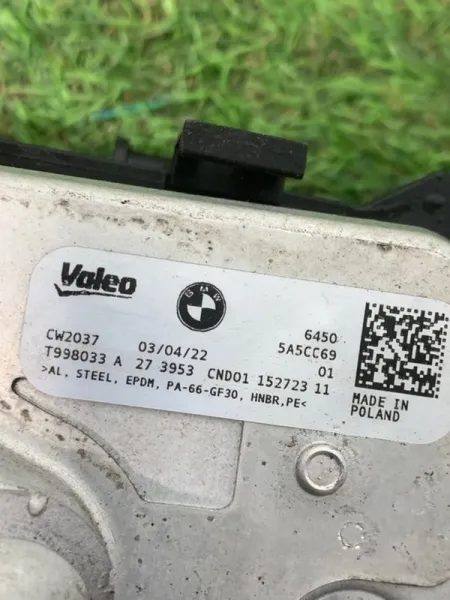 Valeo
BMW
6450
CW2037 03/04/22 5A5CC69
01
T998033 A 27 3953 CND01 152723 11
>AL, STEEL, EPDM, PA-66-GF30, HNBR,PE<
MADE IN
POLAND